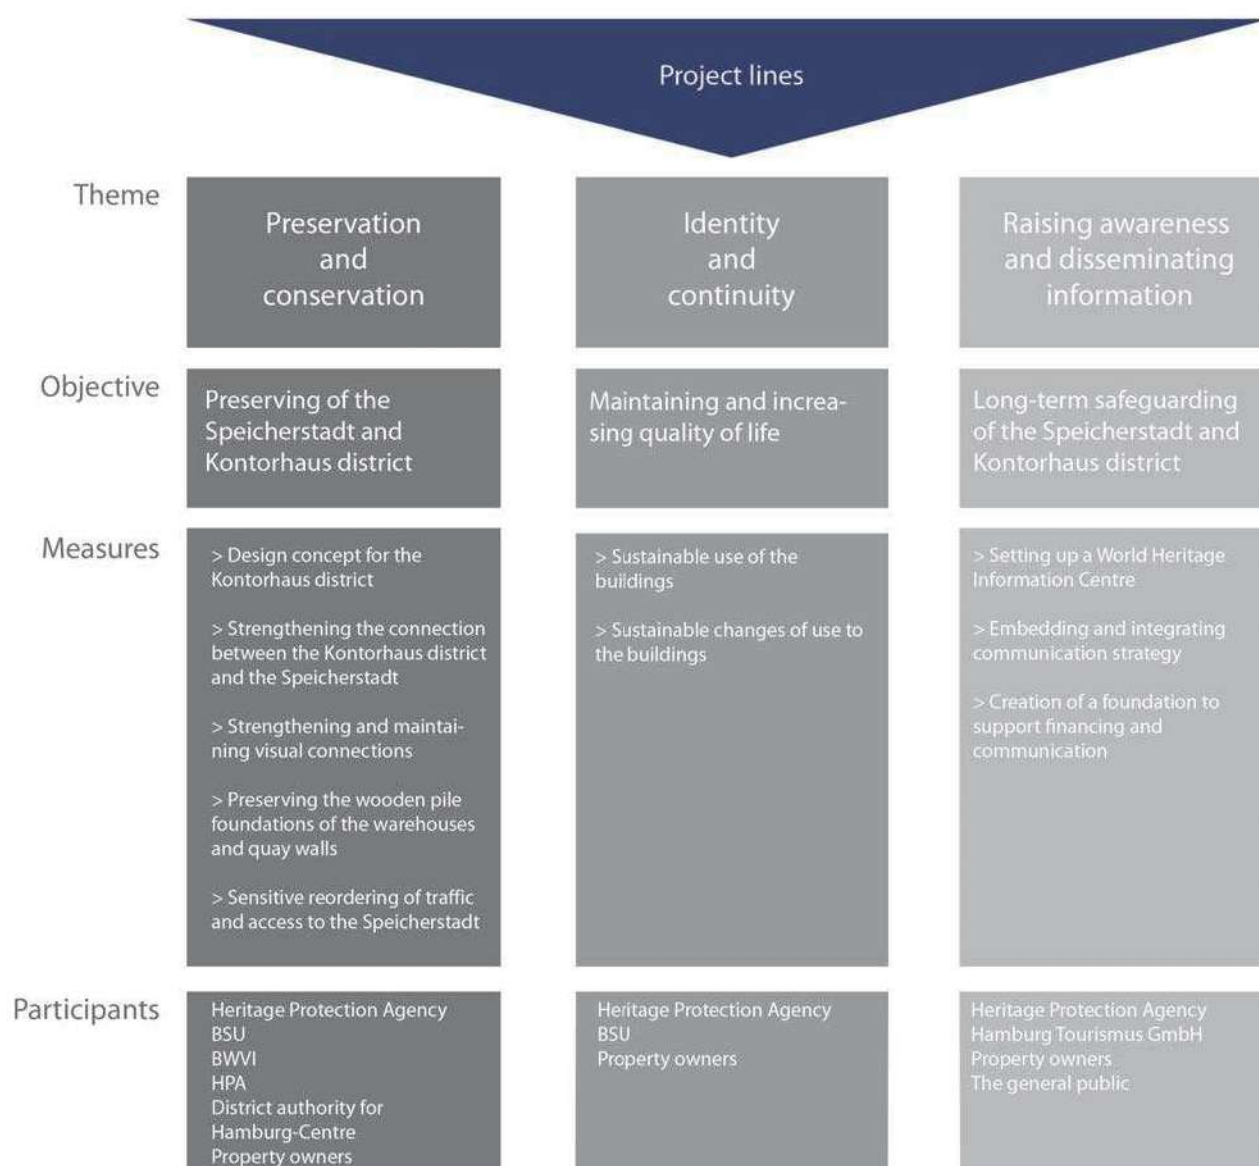 Project lines
Theme
Preservation
and
conservation
Identity
and
continuity
Raising awareness
and disseminating
information
Objective
Preserving of the
Speicherstadt and
Kontorhaus district
Maintaining and increa-
sing quality of life
Long-term safeguarding
of the Speicherstadt and
Kontorhaus district
Measures
> Design concept for the
Kontorhaus district
> Strengthening the connection
between the Kontorhaus district
and the Speicherstadt
> Strengthening and maintai-
ning visual connections
> Preserving the wooden pile
foundations of the warehouses
and quay walls
> Sensitive reordering of traffic
and access to the Speicherstadt
> Sustainable use of the
buildings
> Sustainable changes of use to
the buildings
> Setting up a World Heritage
Information Centre
> Embedding and integrating
communication strategy
> Creation of a foundation to
support financing and
communication
Participants
Heritage Protection Agency
BSU
BWVI
HPA
District authority for
Hamburg-Centre
Property owners
Heritage Protection Agency
BSU
Property owners
Heritage Protection Agency
Hamburg Tourismus GmbH
Property owners
The general public